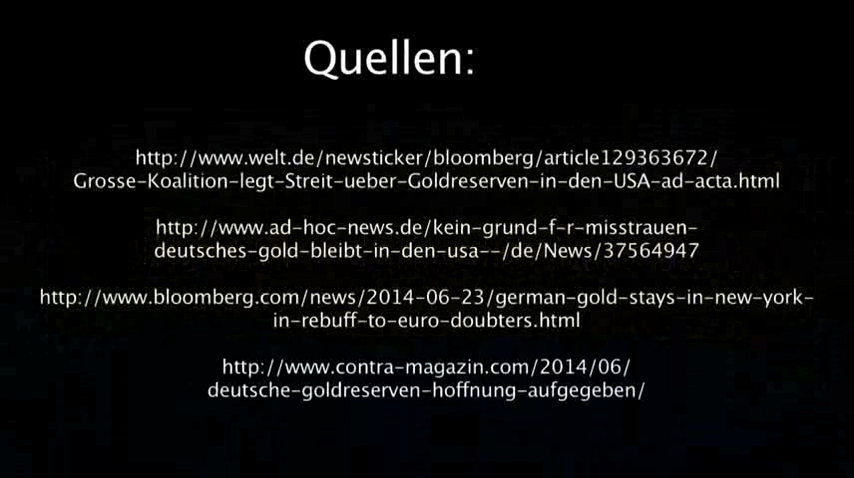 Quellen:
http://www.welt.de/newsticker/bloomberg/article129363672/
Grosse-Koalition-legt-Streit-ueber-Goldreserven-in-den-USA-ad-acta.html
http://www.ad-hoc-news.de/kein-grund-f-r-misstrauen-
deutsches-gold-bleibt-in-den-usa--/de/News/37564947
http://www.bloomberg.com/news/2014-06-23/german-gold-stays-in-new-york-
in-rebuff-to-euro-doubters.html
http://www.contra-magazin.com/2014/06/
deutsche-goldreserven-hoffnung-aufgegeben/